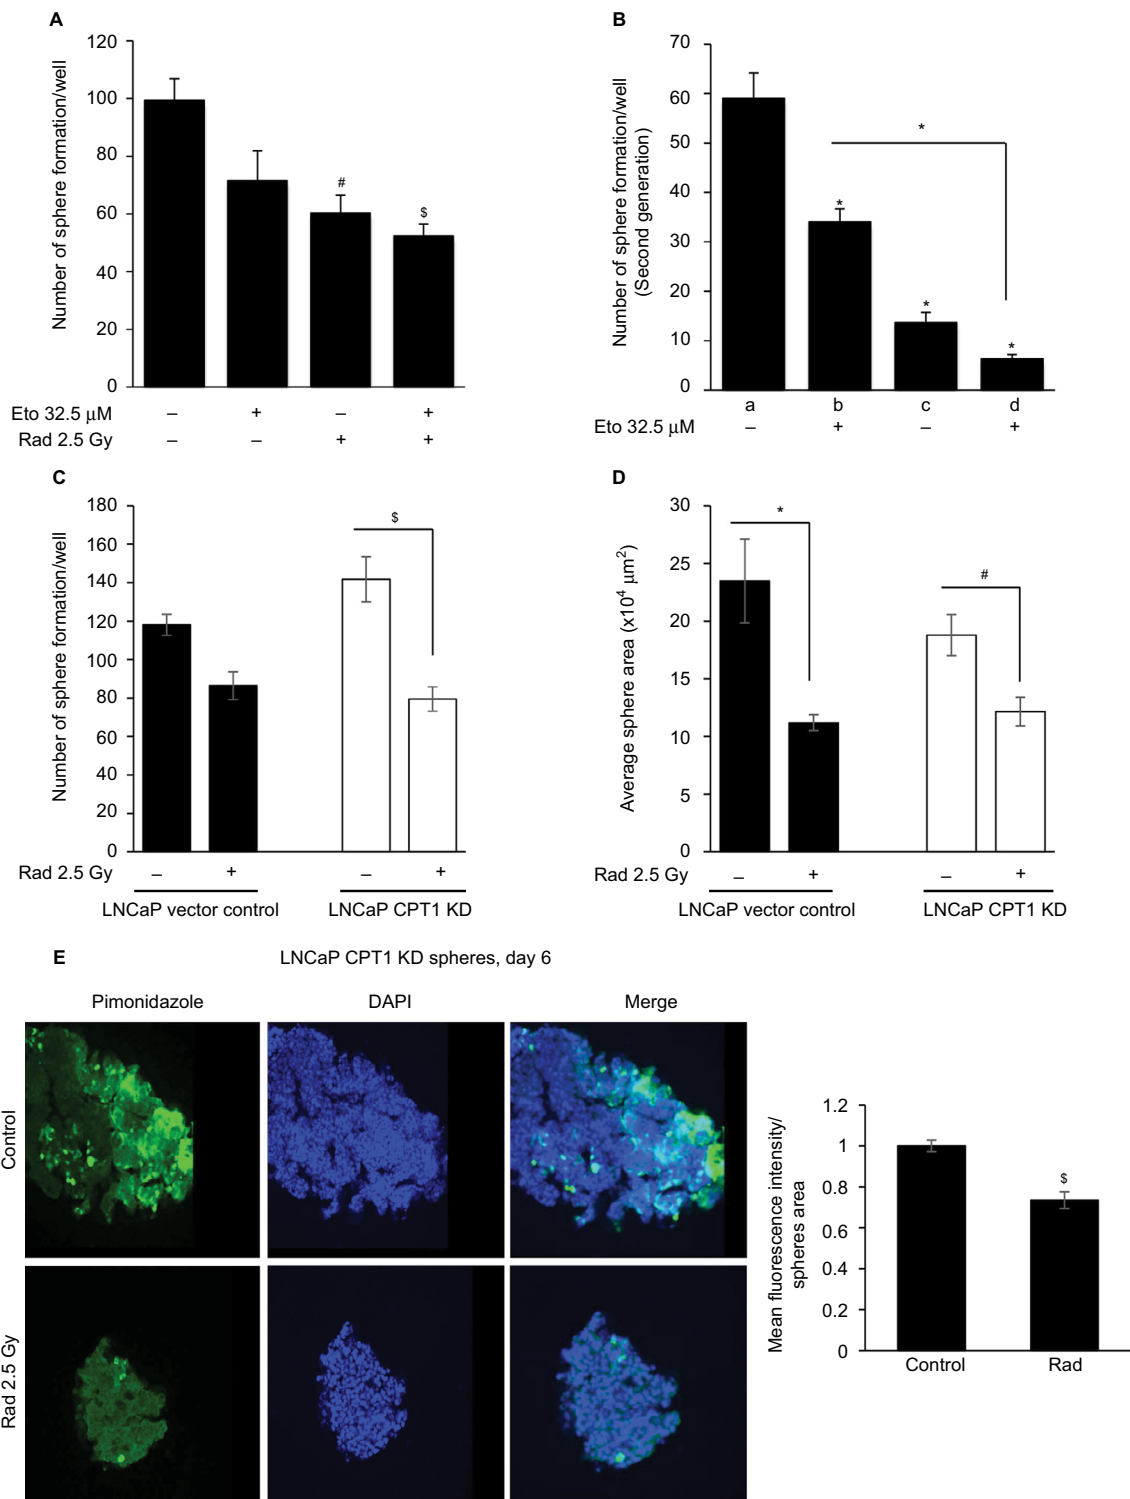 A
Number of sphere formation/well
120
100
80
60
40
20
0
#
$
Eto 32.5 μM – + – +
Rad 2.5 Gy – – + +
B
Number of sphere formation/well
(Second generation)
70
60
50
40
30
20
10
0
*
*
*
*
a b c d
Eto 32.5 μM – + – +
C
Number of sphere formation/well
180
160
140
120
100
80
60
40
20
0
$
Rad 2.5 Gy – + – +
LNCaP vector control LNCaP CPT1 KD
D
Average sphere area (x10⁴ μm²)
30
25
20
15
10
5
0
*
#
Rad 2.5 Gy – + – +
LNCaP vector control LNCaP CPT1 KD
E
LNCaP CPT1 KD spheres, day 6
Pimonidazole DAPI Merge
Control
Rad 2.5 Gy
Mean fluorescence intensity/
spheres area
1.2
1
0.8
0.6
0.4
0.2
0
$
Control Rad